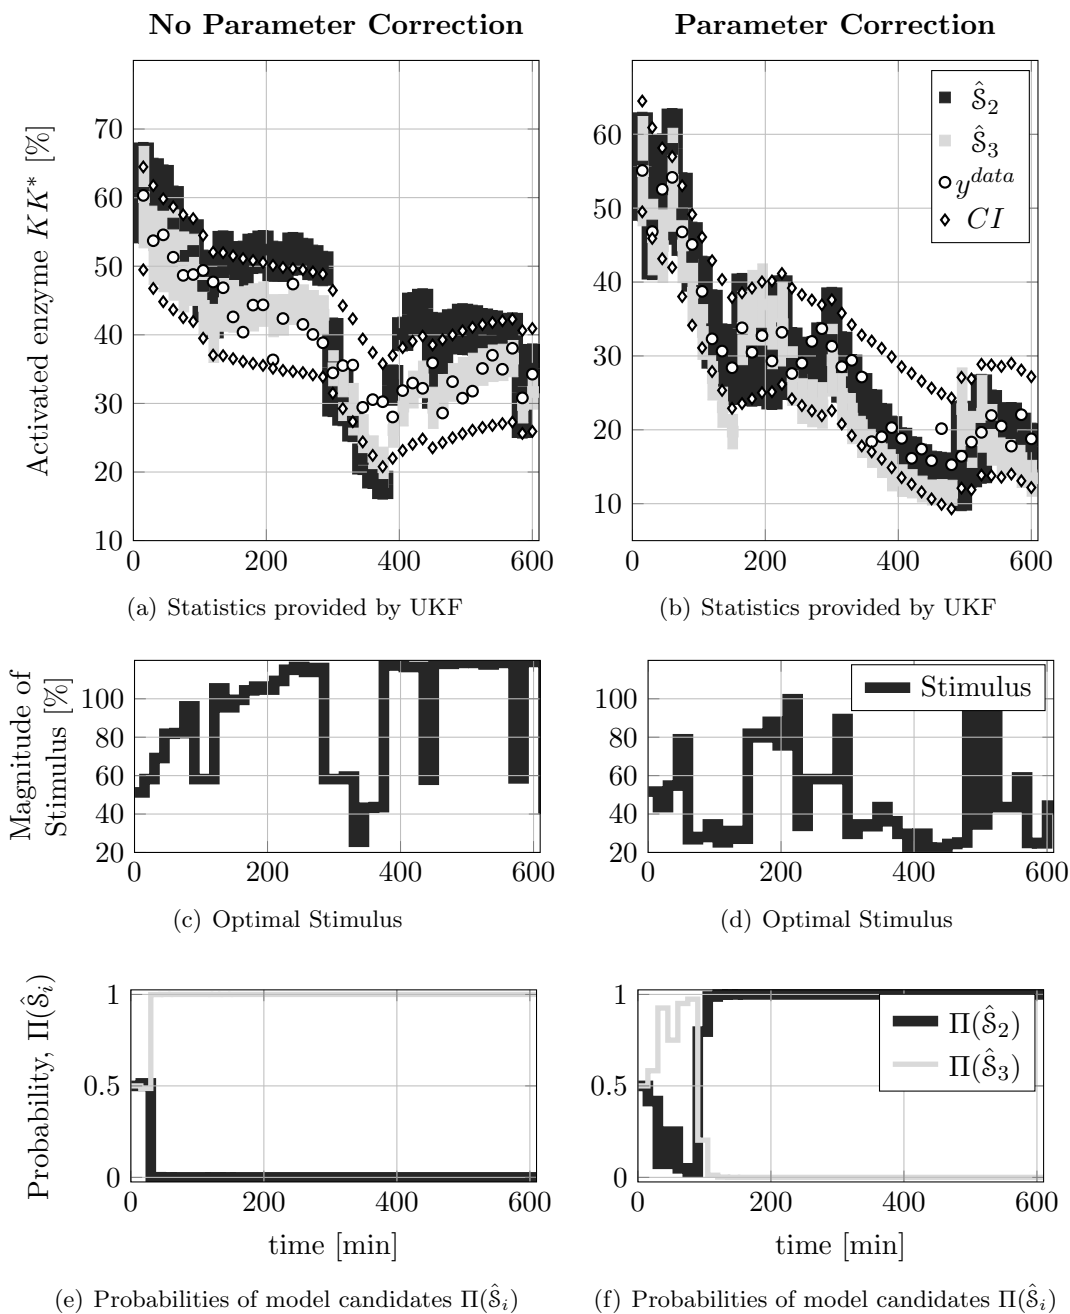 No Parameter Correction
Parameter Correction
Activated enzyme KK* [%]
70
60
50
40
30
20
10
0
200
400
600
(a) Statistics provided by UKF
60
50
40
30
20
10
0
200
400
600
Ŝ₂
Ŝ₃
y^data
CI
(b) Statistics provided by UKF
Magnitude of
Stimulus [%]
100
80
60
40
20
0
200
400
600
(c) Optimal Stimulus
100
80
60
40
20
0
200
400
600
Stimulus
(d) Optimal Stimulus
Probability, Π(Ŝᵢ)
1
0.5
0
0
200
400
600
time [min]
(e) Probabilities of model candidates Π(Ŝᵢ)
1
0.5
0
0
200
400
600
Π(Ŝ₂)
Π(Ŝ₃)
time [min]
(f) Probabilities of model candidates Π(Ŝᵢ)